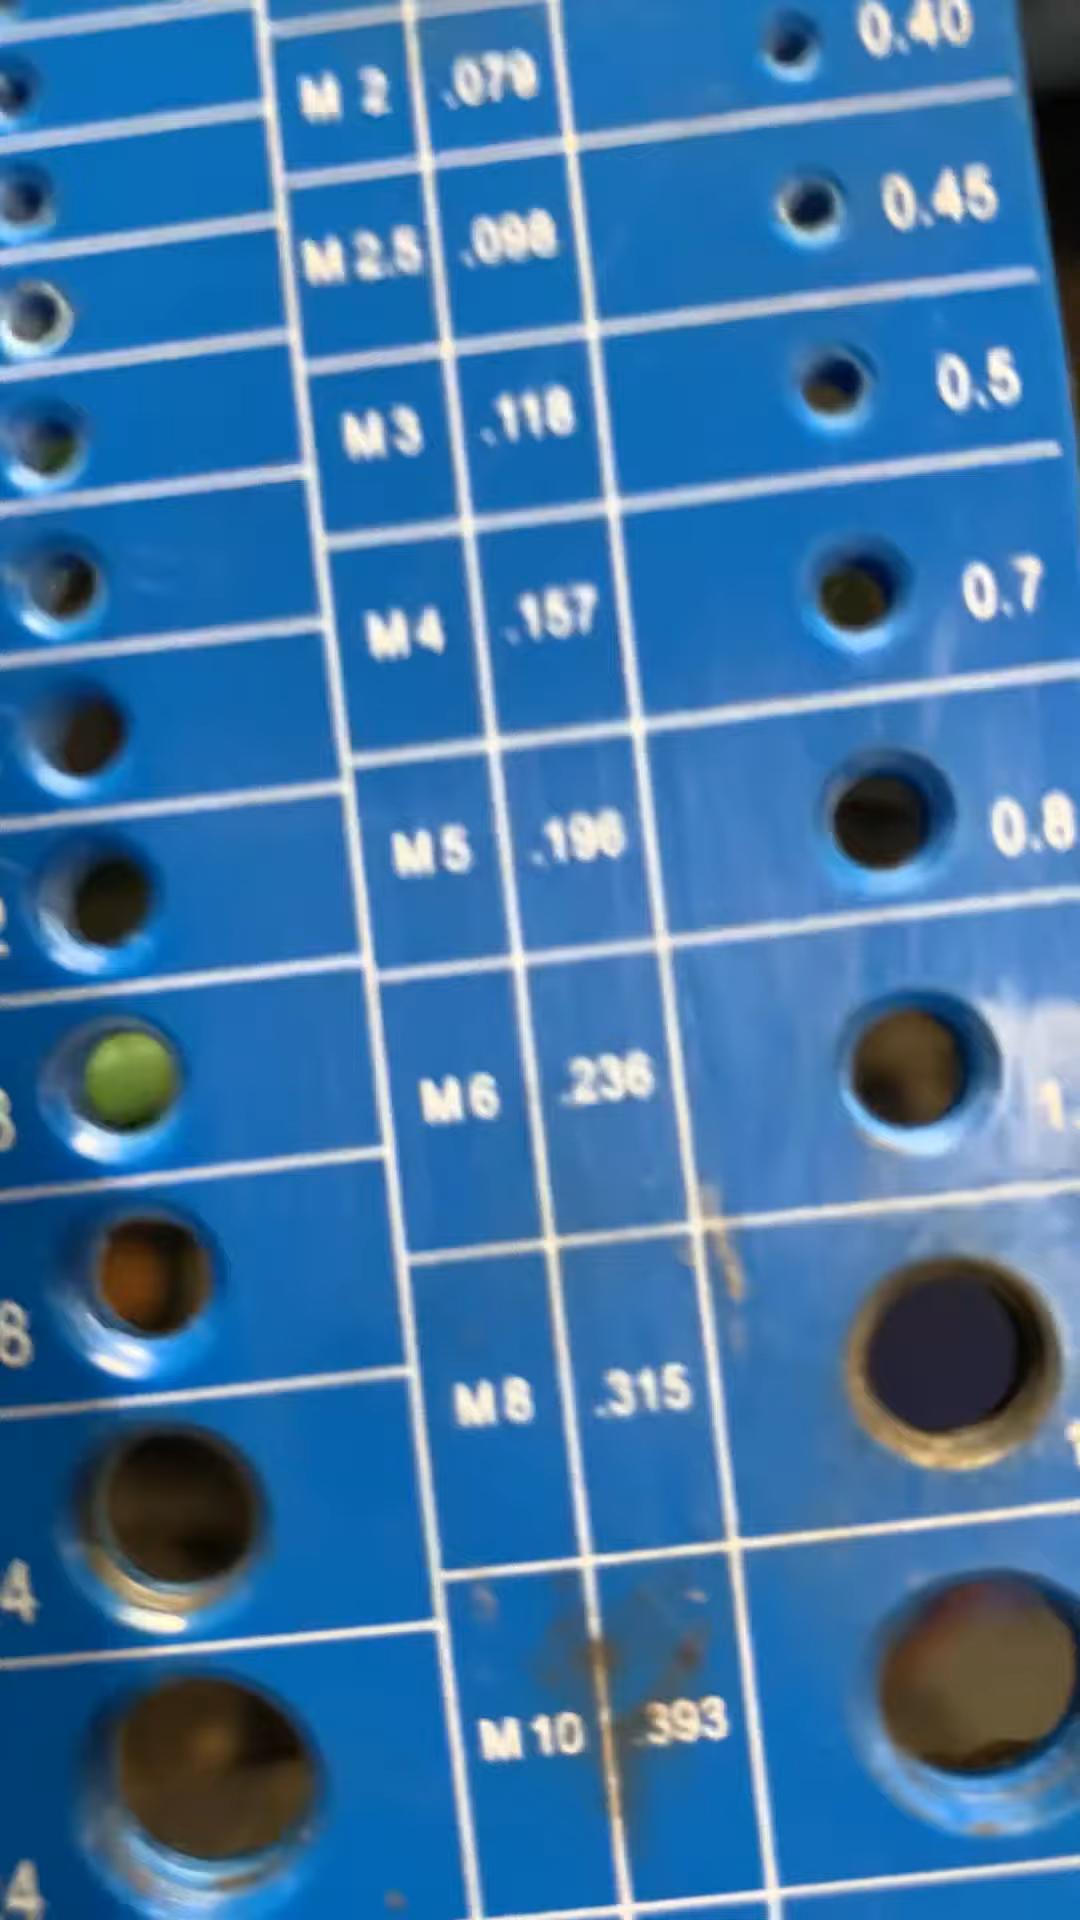 M 2 .079 0.40
M 2.5 .098 0.45
M 3 .118 0.5
M 4 .157 0.7
M 5 .196 0.8
M 6 .236
M 8 .315
M 10 .393